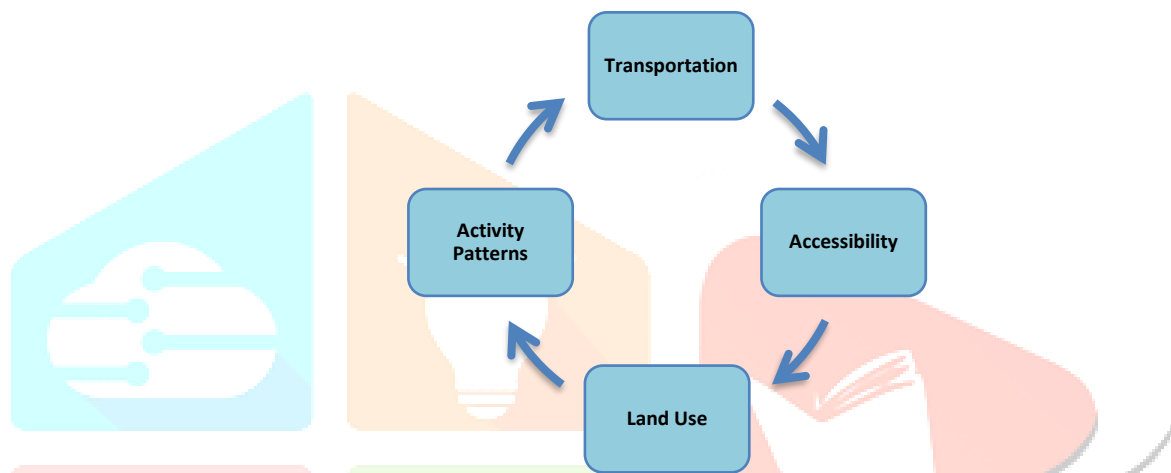 Transportation
Activity
Patterns
Accessibility
Land Use